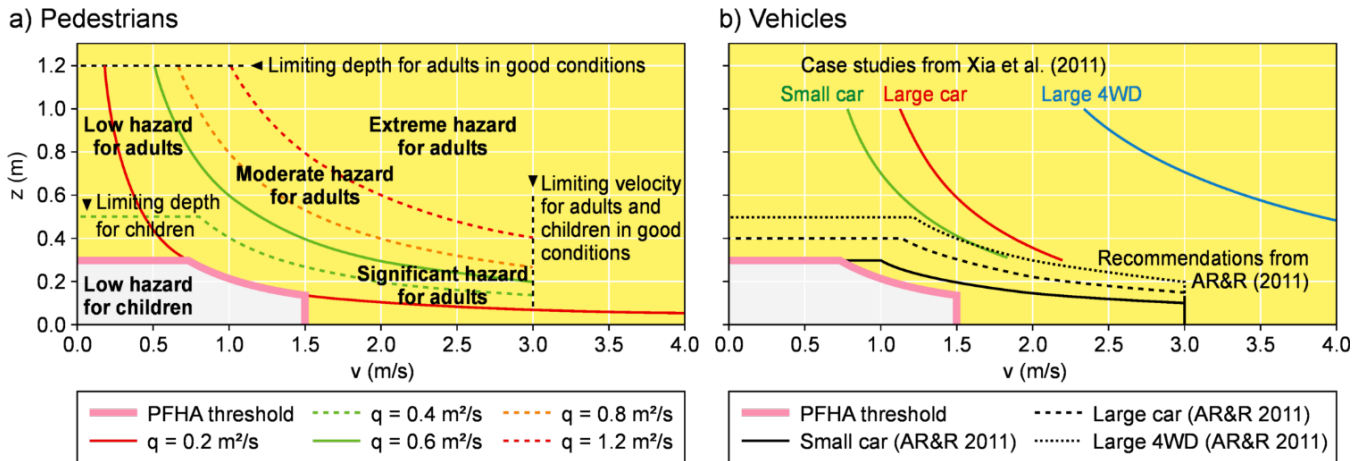 a) Pedestrians
1.2
1.0
0.8
0.6
0.4
0.2
0.0
z (m)
Limiting depth for adults in good conditions
Low hazard
for adults
Extreme hazard
for adults
Moderate hazard
for adults
Limiting depth
for children
Limiting velocity
for adults and
children in good
conditions
Significant hazard
for adults
Low hazard
for children
0.0 0.5 1.0 1.5 2.0 2.5 3.0 3.5 4.0
v (m/s)
PFHA threshold
q = 0.2 m²/s
q = 0.4 m²/s
q = 0.6 m²/s
q = 0.8 m²/s
q = 1.2 m²/s
b) Vehicles
Case studies from Xia et al. (2011)
Small car Large car Large 4WD
Recommendations from
AR&R (2011)
0.0 0.5 1.0 1.5 2.0 2.5 3.0 3.5 4.0
v (m/s)
PFHA threshold
Small car (AR&R 2011)
Large car (AR&R 2011)
Large 4WD (AR&R 2011)